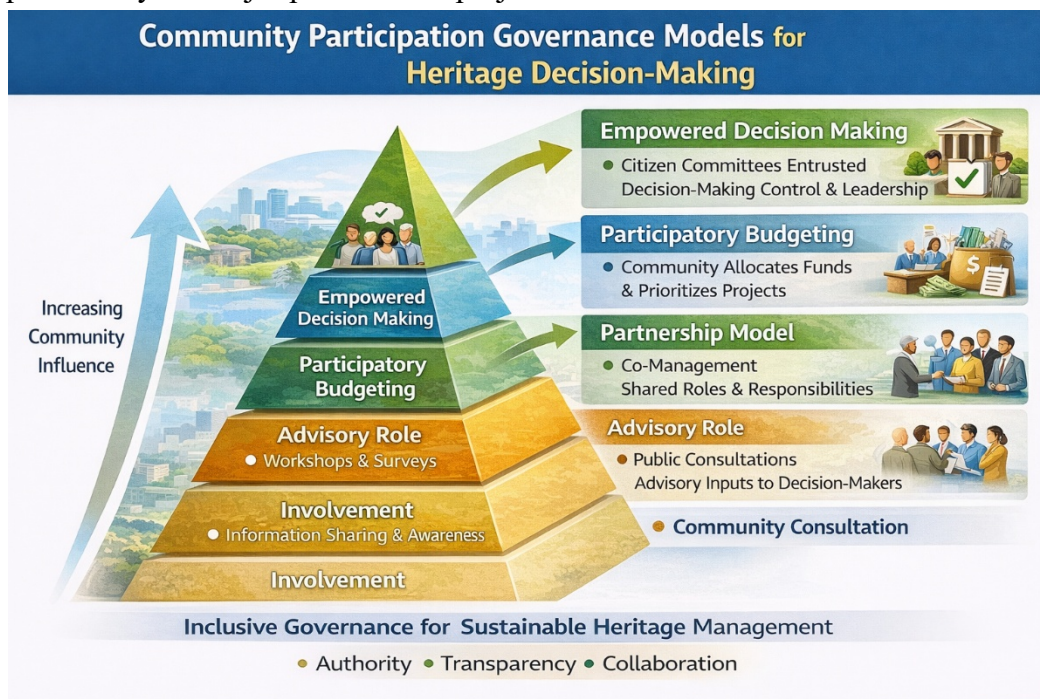 Community Participation Governance Models for
Heritage Decision-Making
Increasing
Community
Influence
Empowered
Decision Making
Participatory
Budgeting
Advisory Role
Workshops & Surveys
Involvement
Information Sharing & Awareness
Involvement
Empowered Decision Making
Citizen Committees Entrusted
Decision-Making Control & Leadership
Participatory Budgeting
Community Allocates Funds
& Prioritizes Projects
$
Partnership Model
Co-Management
Shared Roles & Responsibilities
Advisory Role
Public Consultations
Advisory Inputs to Decision-Makers
Community Consultation
Inclusive Governance for Sustainable Heritage Management
Authority Transparency Collaboration